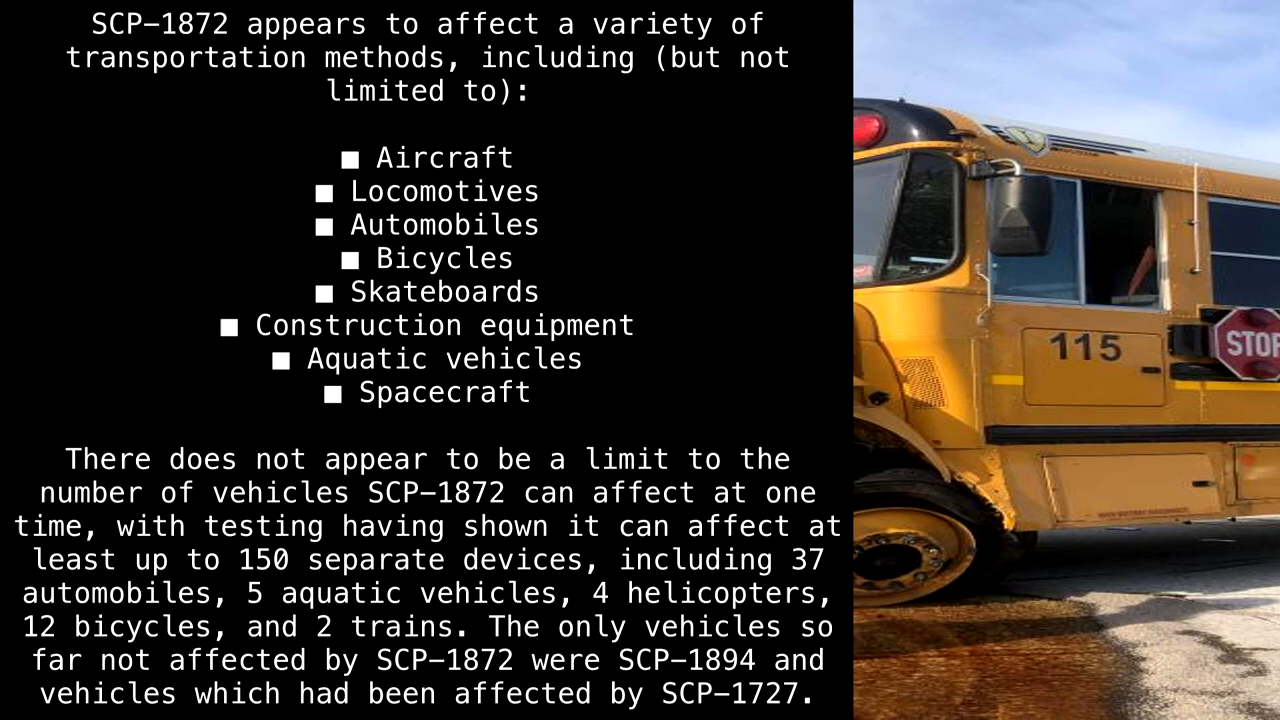 SCP-1872 appears to affect a variety of
transportation methods, including (but not
limited to):
■ Aircraft
■ Locomotives
■ Automobiles
■ Bicycles
■ Skateboards
■ Construction equipment
■ Aquatic vehicles
■ Spacecraft
There does not appear to be a limit to the
number of vehicles SCP-1872 can affect at one
time, with testing having shown it can affect at
least up to 150 separate devices, including 37
automobiles, 5 aquatic vehicles, 4 helicopters,
12 bicycles, and 2 trains. The only vehicles so
far not affected by SCP-1872 were SCP-1894 and
vehicles which had been affected by SCP-1727.
115
STOP